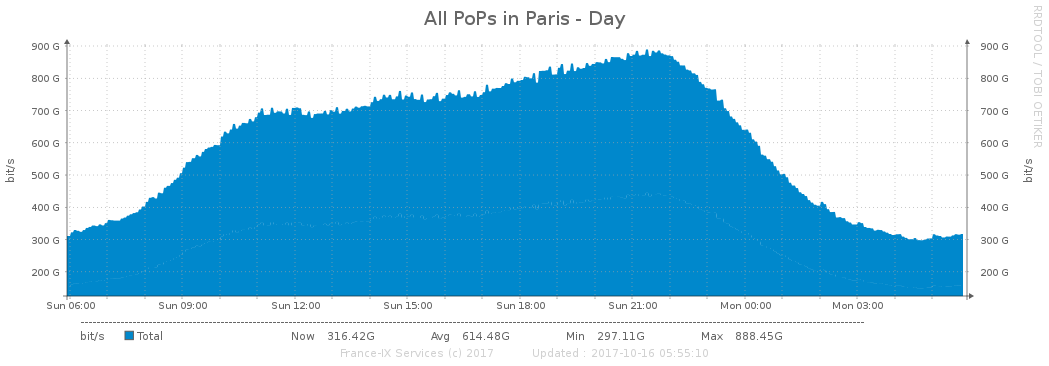 All PoPs in Paris - Day
RRDTOOL / TOBI OETIKER
900 G 900 G
800 G 800 G
700 G 700 G
600 G 600 G
500 G 500 G
400 G 400 G
300 G 300 G
200 G 200 G
bit/s bit/s
Sun 06:00 Sun 09:00 Sun 12:00 Sun 15:00 Sun 18:00 Sun 21:00 Mon 00:00 Mon 03:00
bit/s Total Now 316.42G Avg 614.48G Min 297.11G Max 888.45G
France-IX Services (c) 2017 Updated : 2017-10-16 05:55:10